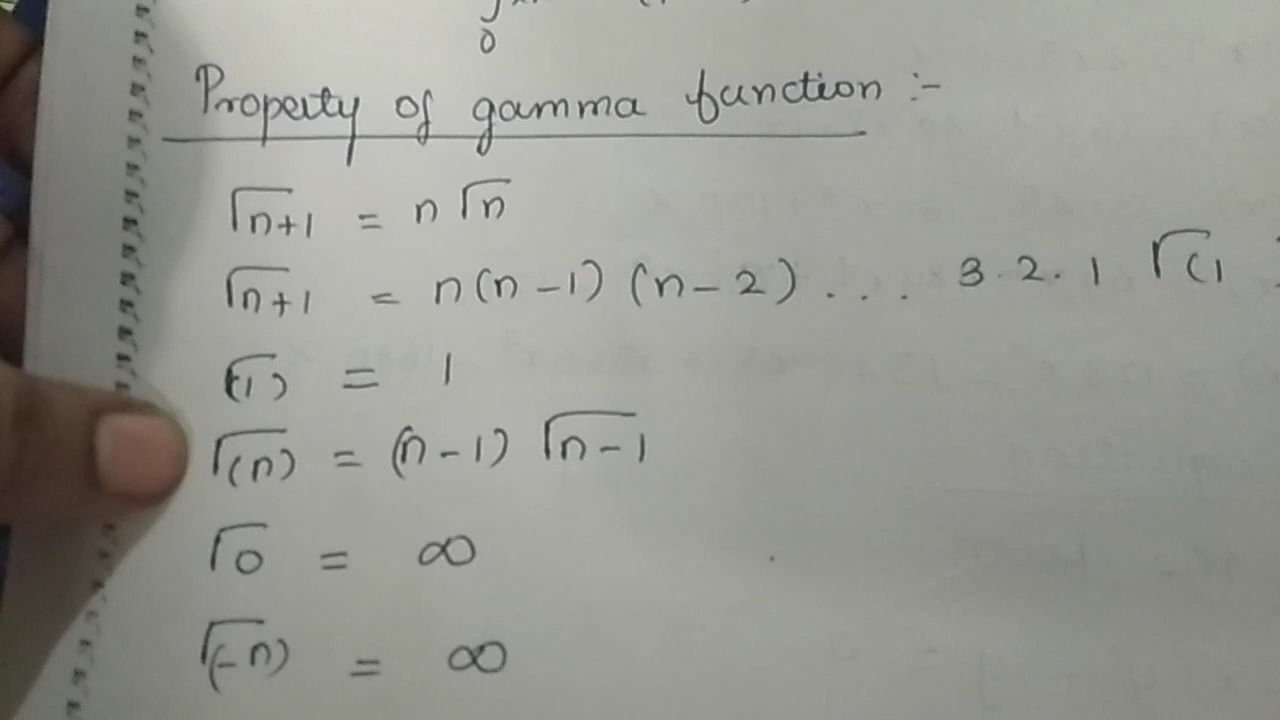 0
Property of gamma function :-
Γn+1 = n Γn
Γn+1 = n(n-1) (n-2) ... 3.2.1 Γ(1
Γ(1) = 1
Γ(n) = (n-1) Γn-1
Γ0 = ∞
Γ(-n) = ∞